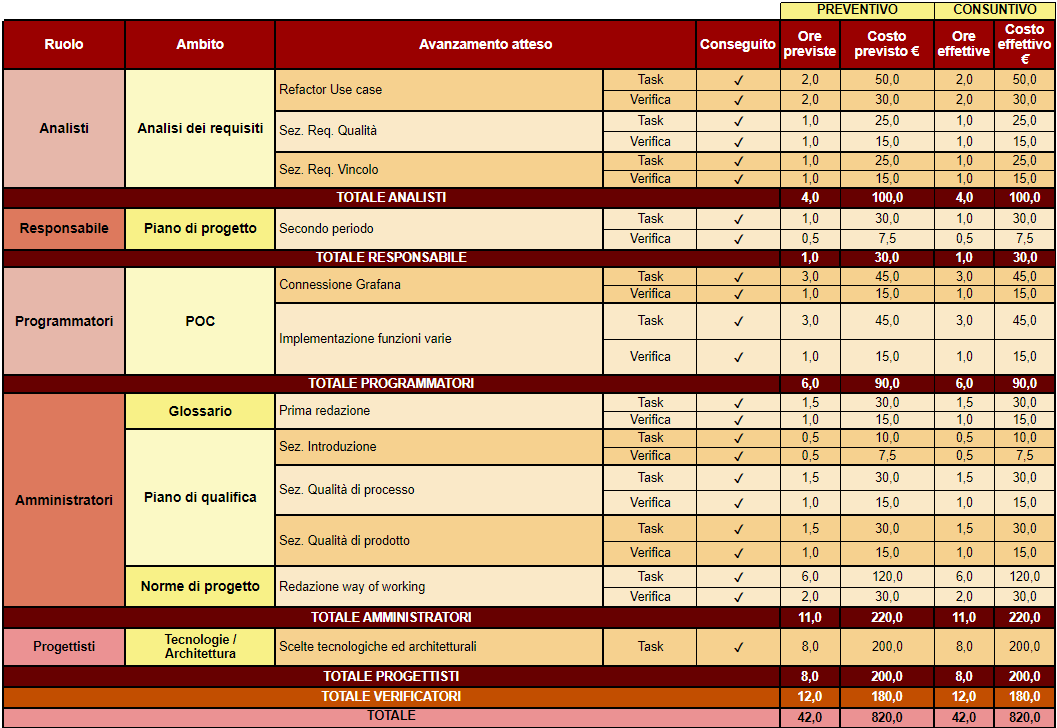 PREVENTIVO CONSUNTIVO
Ruolo Ambito Avanzamento atteso Conseguito Ore previste Costo previsto € Ore effettive Costo effettivo €
Analisti Analisi dei requisiti Refactor Use case Task ✓ 2,0 50,0 2,0 50,0
Verifica ✓ 2,0 30,0 2,0 30,0
Sez. Req. Qualità Task ✓ 1,0 25,0 1,0 25,0
Verifica ✓ 1,0 15,0 1,0 15,0
Sez. Req. Vincolo Task ✓ 1,0 25,0 1,0 25,0
Verifica ✓ 1,0 15,0 1,0 15,0
TOTALE ANALISTI 4,0 100,0 4,0 100,0
Responsabile Piano di progetto Secondo periodo Task ✓ 1,0 30,0 1,0 30,0
Verifica ✓ 0,5 7,5 0,5 7,5
TOTALE RESPONSABILE 1,0 30,0 1,0 30,0
Programmatori POC Connessione Grafana Task ✓ 3,0 45,0 3,0 45,0
Verifica ✓ 1,0 15,0 1,0 15,0
Implementazione funzioni varie Task ✓ 3,0 45,0 3,0 45,0
Verifica ✓ 1,0 15,0 1,0 15,0
TOTALE PROGRAMMATORI 6,0 90,0 6,0 90,0
Amministratori Glossario Prima redazione Task ✓ 1,5 30,0 1,5 30,0
Verifica ✓ 1,0 15,0 1,0 15,0
Piano di qualifica Sez. Introduzione Task ✓ 0,5 10,0 0,5 10,0
Verifica ✓ 0,5 7,5 0,5 7,5
Sez. Qualità di processo Task ✓ 1,5 30,0 1,5 30,0
Verifica ✓ 1,0 15,0 1,0 15,0
Sez. Qualità di prodotto Task ✓ 1,5 30,0 1,5 30,0
Verifica ✓ 1,0 15,0 1,0 15,0
Norme di progetto Redazione way of working Task ✓ 6,0 120,0 6,0 120,0
Verifica ✓ 2,0 30,0 2,0 30,0
TOTALE AMMINISTRATORI 11,0 220,0 11,0 220,0
Progettisti Tecnologie / Architettura Scelte tecnologiche ed architetturali Task ✓ 8,0 200,0 8,0 200,0
TOTALE PROGETTISTI 8,0 200,0 8,0 200,0
TOTALE VERIFICATORI 12,0 180,0 12,0 180,0
TOTALE 42,0 820,0 42,0 820,0